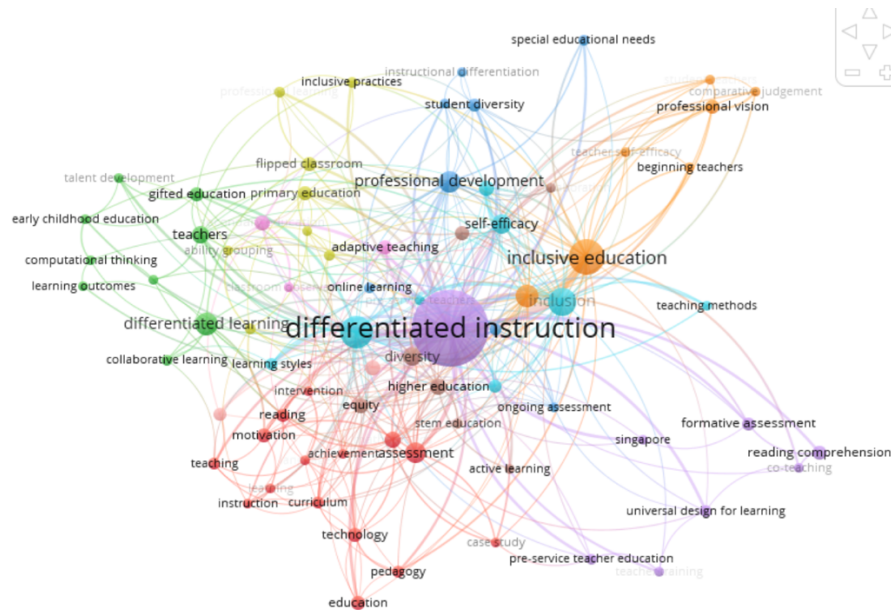 special educational needs
instructional differentiation
inclusive practices
comparative judgement
student diversity
professional vision
teacher self-efficacy
flipped classroom
beginning teachers
talent development
professional development
gifted education
primary education
early childhood education
self-efficacy
teachers
adaptive teaching
ability grouping
inclusive education
computational thinking
learning outcomes
online learning
inclusion
teaching methods
differentiated learning
differentiated instruction
diversity
collaborative learning
learning styles
higher education
intervention
equity
ongoing assessment
reading
stem education
formative assessment
motivation
singapore
achievement
assessment
reading comprehension
teaching
active learning
co-teaching
learning
instruction
curriculum
universal design for learning
technology
case study
pre-service teacher education
pedagogy
teacher training
education